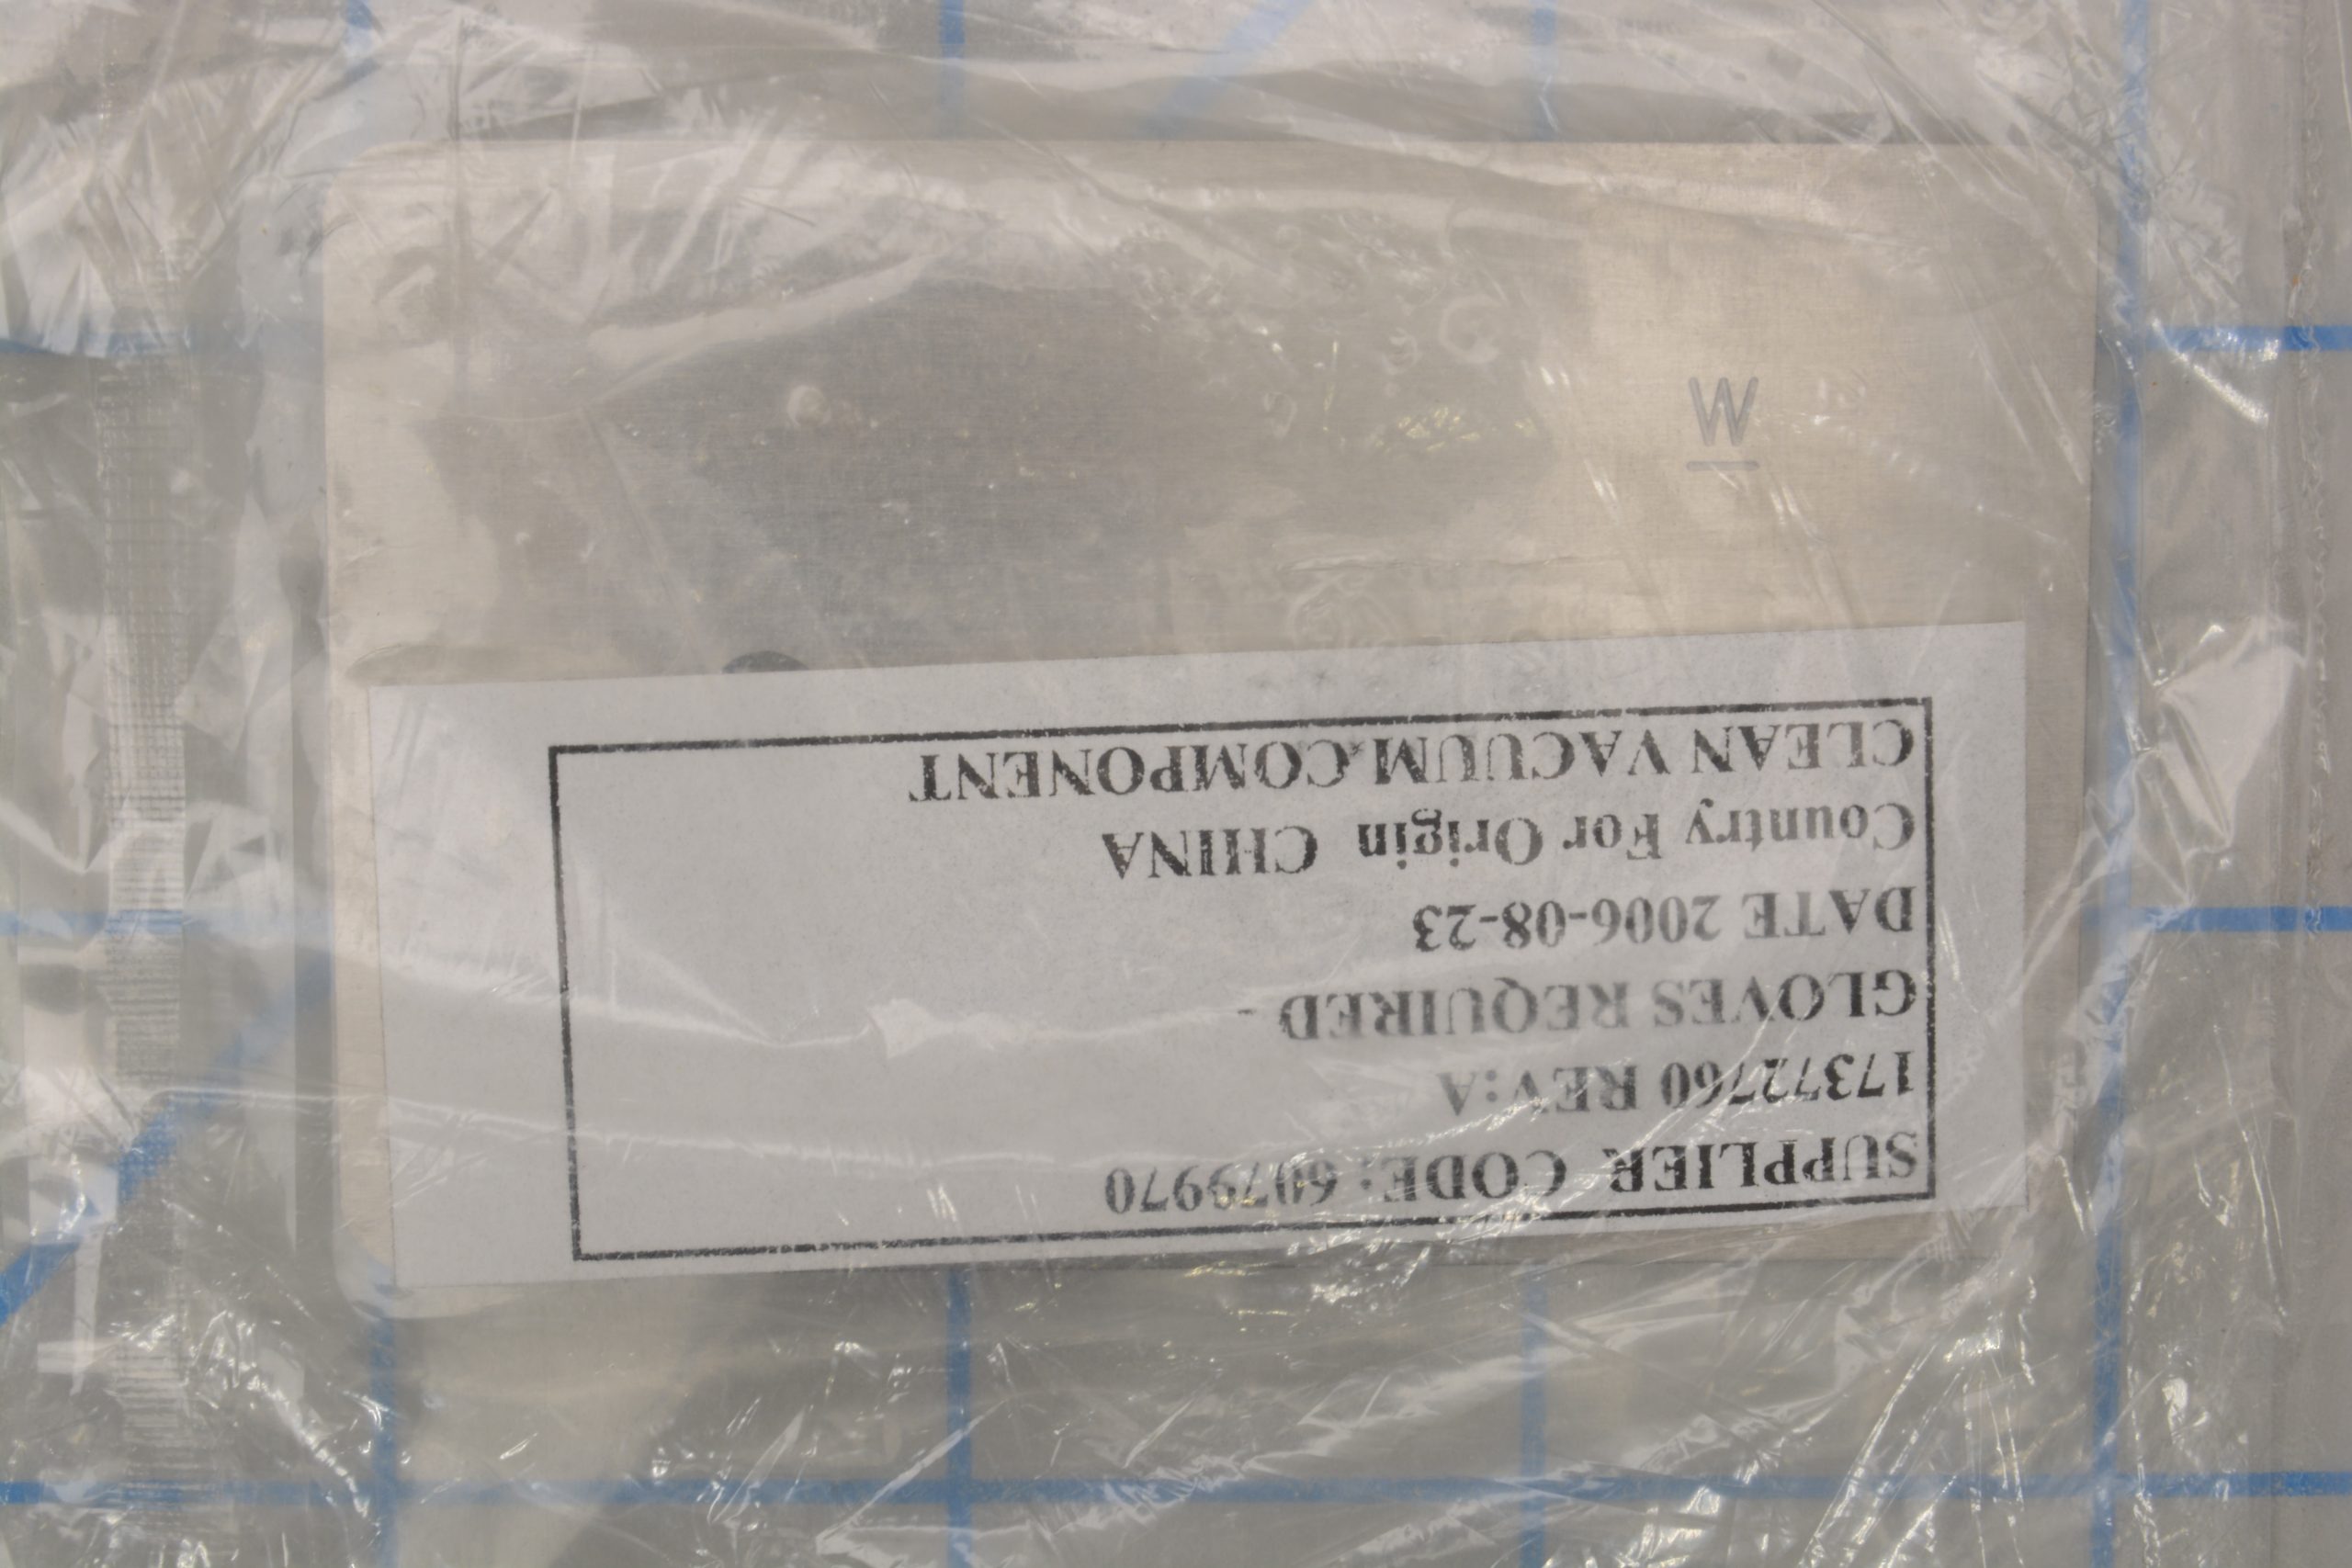 W
SUPPLIER CODE: 6079970
17372760 REV:A
GLOVES REQUIRED -
DATE 2006-08-23
Country For Origin CHINA
CLEAN VACUUM COMPONENT